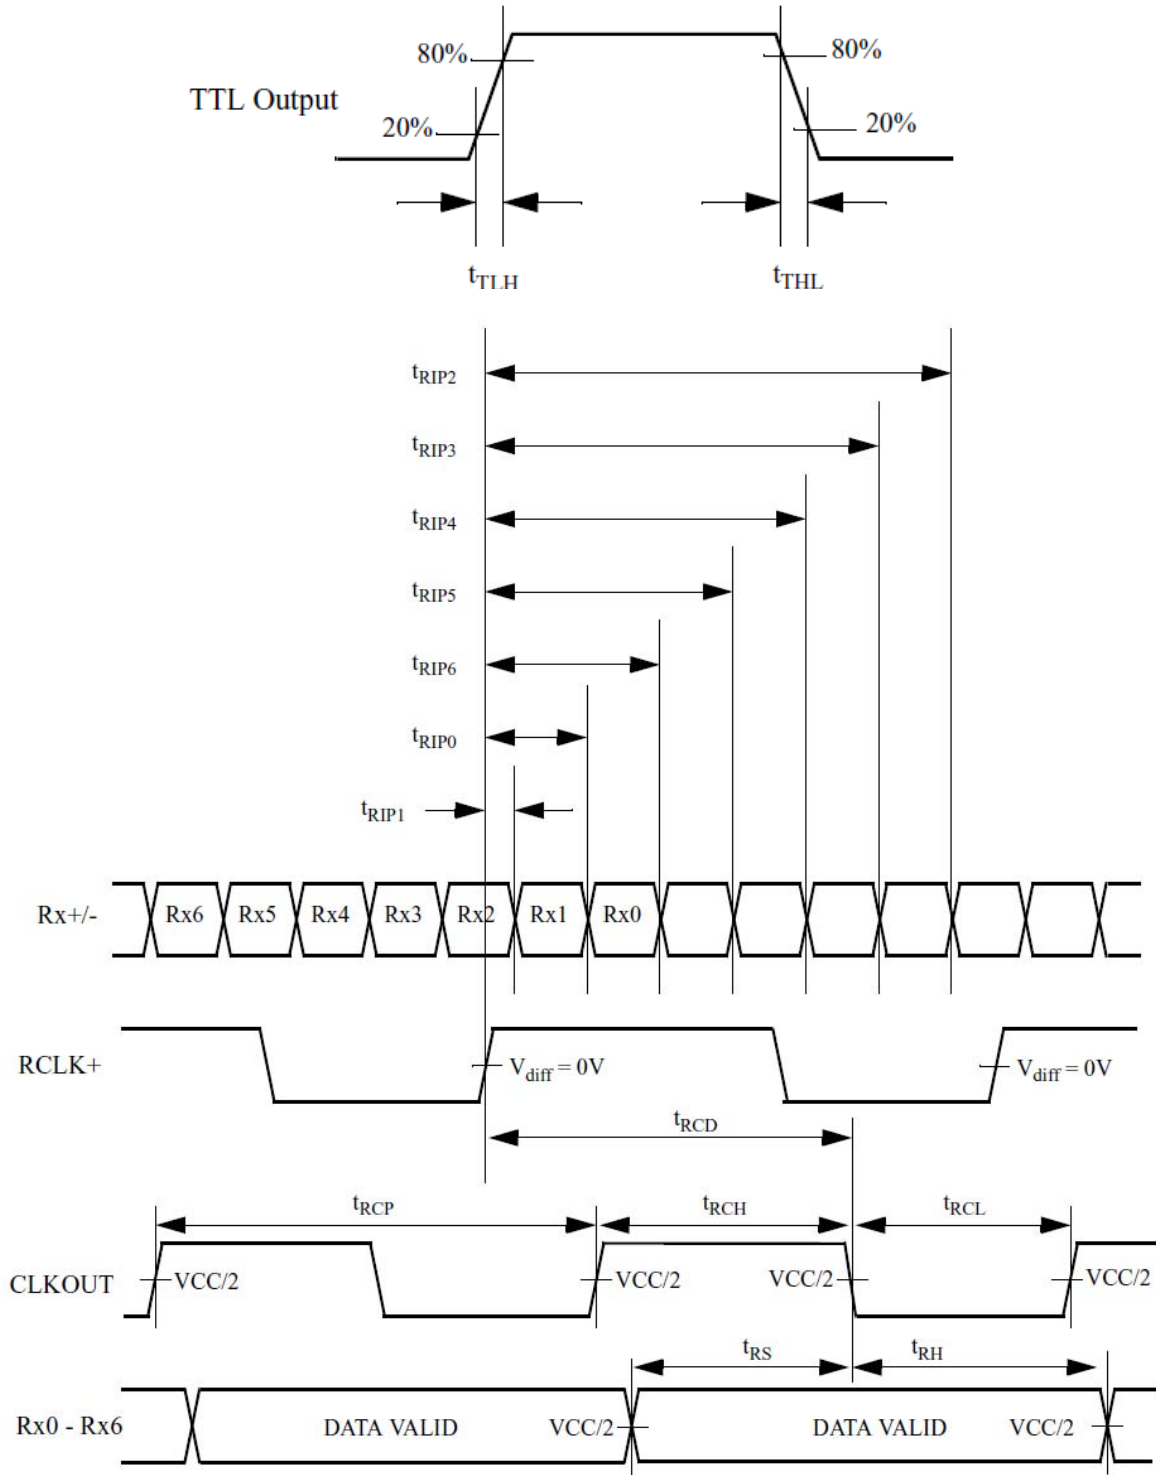 80%
80%
TTL Output
20%
20%
tTLH
tTHL
tRIP2
tRIP3
tRIP4
tRIP5
tRIP6
tRIP0
tRIP1
Rx+/-
Rx6
Rx5
Rx4
Rx3
Rx2
Rx1
Rx0
RCLK+
Vdiff = 0V
Vdiff = 0V
tRCD
tRCP
tRCH
tRCL
CLKOUT
VCC/2
VCC/2
VCC/2
VCC/2
tRS
tRH
Rx0 - Rx6
DATA VALID
VCC/2
DATA VALID
VCC/2